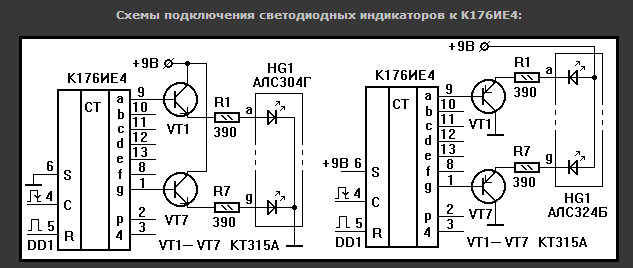 Схемы подключения светодиодных индикаторов к К176ИЕ4:
+9В
К176ИЕ4
CT
a 9
b 10
c 11
d 12
e 13
f 8
g 1
p 2
4 3
6 S
4 C
5 R
DD1
VT1
VT7
R1
390
R7
390
a
g
HG1
АЛС304Г
VT1– VT7 КТ315А
+9В
К176ИЕ4
CT
a 9
b 10
c 11
d 12
e 13
f 8
g 1
p 2
4 3
+9В 6 S
4 C
5 R
DD1
VT1
VT7
R1
390
R7
390
a
g
HG1
АЛС324Б
VT1– VT7 КТ315А